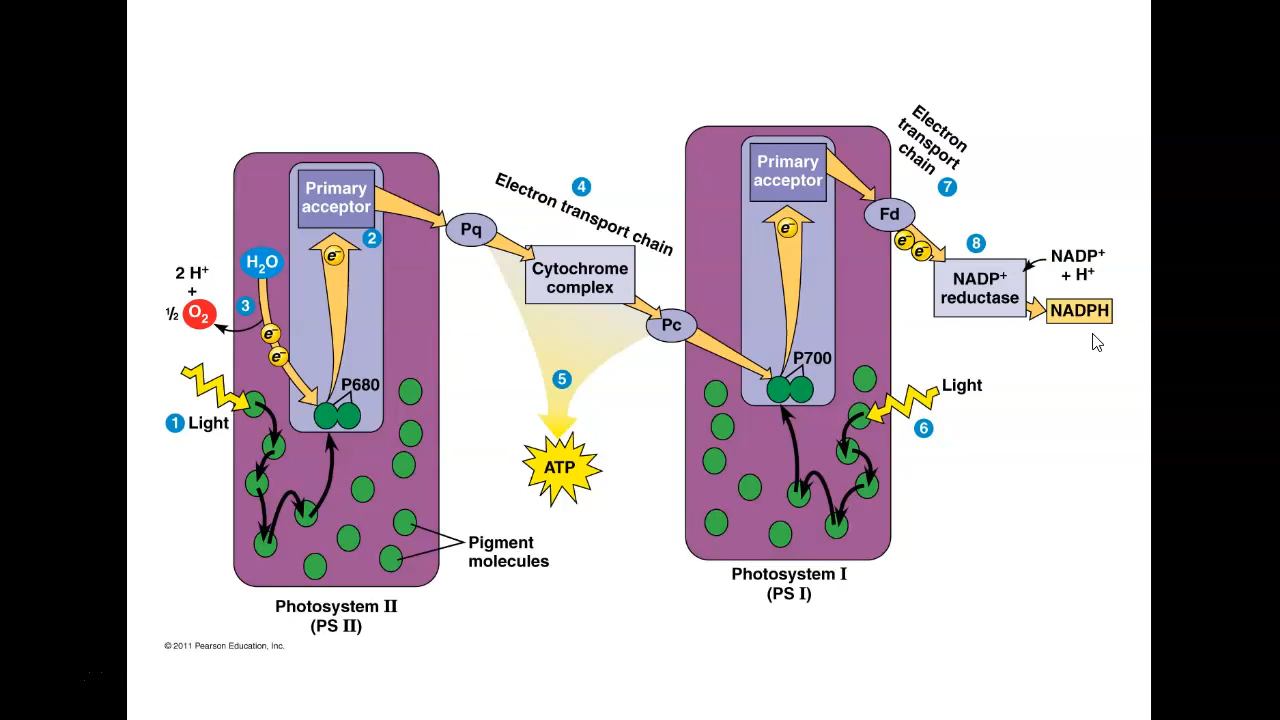 Electron
transport
chain
7
Primary
acceptor
4
Electron transport chain
Primary
acceptor
Fd
e⁻
e⁻
8
2
Pq
e⁻
e⁻
H₂O
Cytochrome
complex
NADP⁺
reductase
NADP⁺
+ H⁺
2 H⁺
+
½ O₂
3
e⁻
e⁻
NADPH
Pc
P680
P700
5
Light
1 Light
6
ATP
Pigment
molecules
Photosystem I
(PS I)
Photosystem II
(PS II)
© 2011 Pearson Education, Inc.